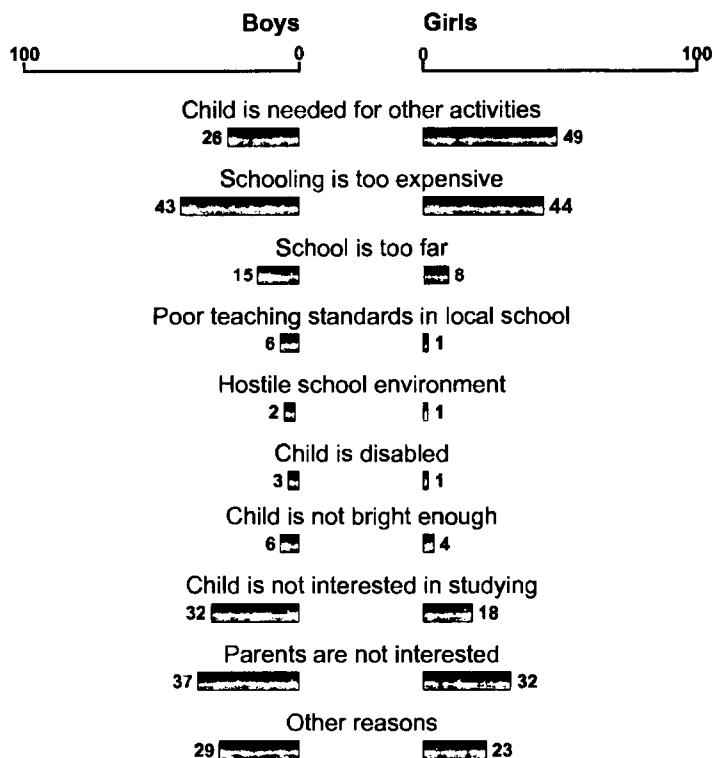 Boys Girls
100 0 0 100
Child is needed for other activities
26 49
Schooling is too expensive
43 44
School is too far
15 8
Poor teaching standards in local school
6 1
Hostile school environment
2 1
Child is disabled
3 1
Child is not bright enough
6 4
Child is not interested in studying
32 18
Parents are not interested
37 32
Other reasons
29 23